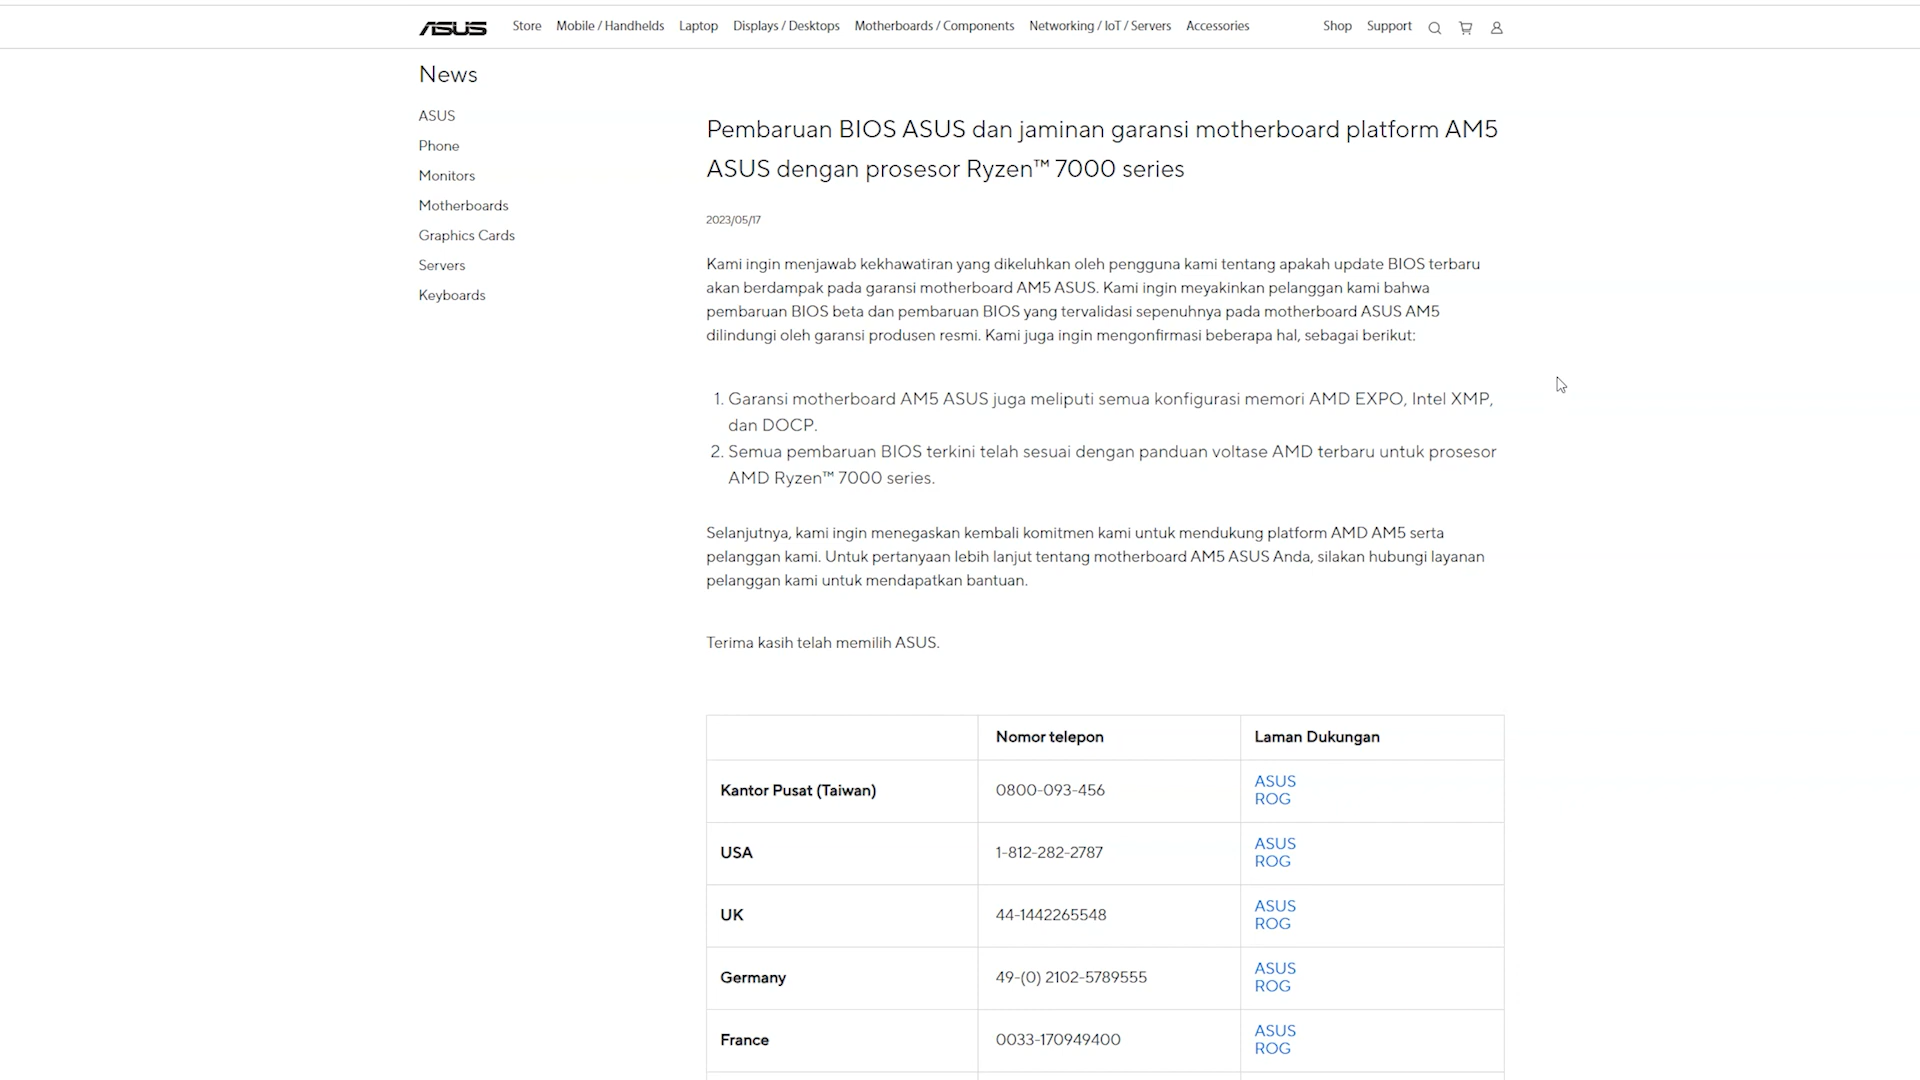 ASUS
Store Mobile / Handhelds Laptop Displays / Desktops Motherboards / Components Networking / IoT / Servers Accessories Shop Support
News
ASUS
Phone
Monitors
Motherboards
Graphics Cards
Servers
Keyboards
Pembaruan BIOS ASUS dan jaminan garansi motherboard platform AM5
ASUS dengan prosesor Ryzen™ 7000 series
2023/05/17
Kami ingin menjawab kekhawatiran yang dikeluhkan oleh pengguna kami tentang apakah update BIOS terbaru
akan berdampak pada garansi motherboard AM5 ASUS. Kami ingin meyakinkan pelanggan kami bahwa
pembaruan BIOS beta dan pembaruan BIOS yang tervalidasi sepenuhnya pada motherboard ASUS AM5
dilindungi oleh garansi produsen resmi. Kami juga ingin mengonfirmasi beberapa hal, sebagai berikut:
1. Garansi motherboard AM5 ASUS juga meliputi semua konfigurasi memori AMD EXPO, Intel XMP,
dan DOCP.
2. Semua pembaruan BIOS terkini telah sesuai dengan panduan voltase AMD terbaru untuk prosesor
AMD Ryzen™ 7000 series.
Selanjutnya, kami ingin menegaskan kembali komitmen kami untuk mendukung platform AMD AM5 serta
pelanggan kami. Untuk pertanyaan lebih lanjut tentang motherboard AM5 ASUS Anda, silakan hubungi layanan
pelanggan kami untuk mendapatkan bantuan.
Terima kasih telah memilih ASUS.
Nomor telepon Laman Dukungan
Kantor Pusat (Taiwan) 0800-093-456 ASUS
ROG
USA 1-812-282-2787 ASUS
ROG
UK 44-1442265548 ASUS
ROG
Germany 49-(0) 2102-5789555 ASUS
ROG
France 0033-170949400 ASUS
ROG